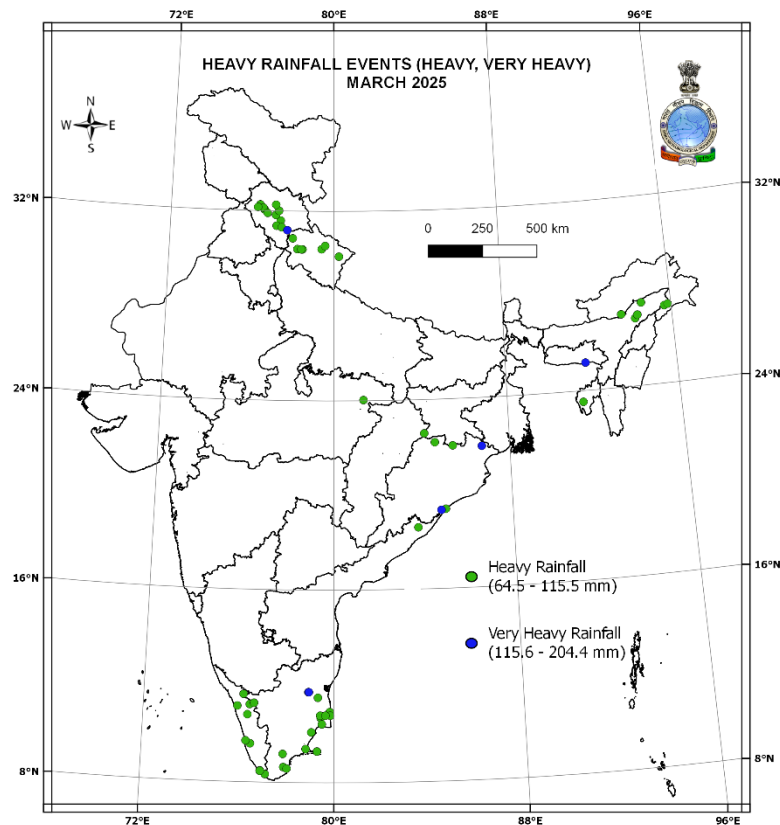 72°E 80°E 88°E 96°E
HEAVY RAINFALL EVENTS (HEAVY, VERY HEAVY)
MARCH 2025
N
W E
S
32°N 32°N
0 250 500 km
24°N 24°N
Heavy Rainfall
(64.5 - 115.5 mm)
16°N 16°N
Very Heavy Rainfall
(115.6 - 204.4 mm)
8°N 8°N
72°E 80°E 88°E 96°E